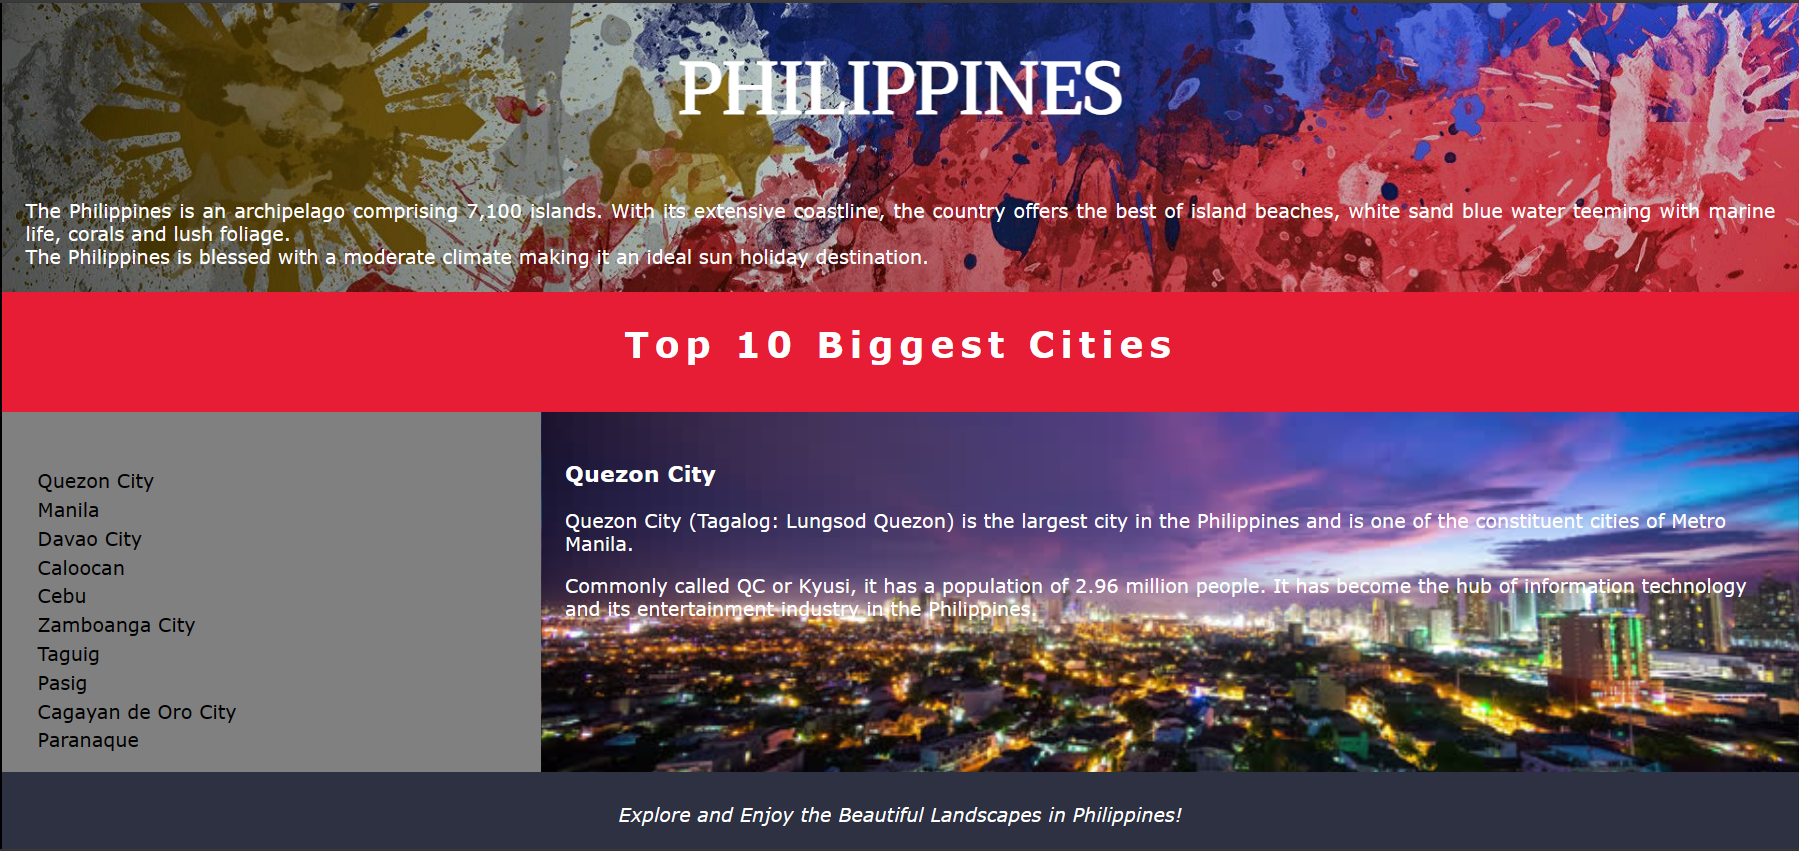 PHILIPPINES
The Philippines is an archipelago comprising 7,100 islands. With its extensive coastline, the country offers the best of island beaches, white sand blue water teeming with marine
life, corals and lush foliage.
The Philippines is blessed with a moderate climate making it an ideal sun holiday destination.
Top 10 Biggest Cities
Quezon City
Manila
Davao City
Caloocan
Cebu
Zamboanga City
Taguig
Pasig
Cagayan de Oro City
Paranaque
Quezon City
Quezon City (Tagalog: Lungsod Quezon) is the largest city in the Philippines and is one of the constituent cities of Metro
Manila.
Commonly called QC or Kyusi, it has a population of 2.96 million people. It has become the hub of information technology
and its entertainment industry in the Philippines.
Explore and Enjoy the Beautiful Landscapes in Philippines!